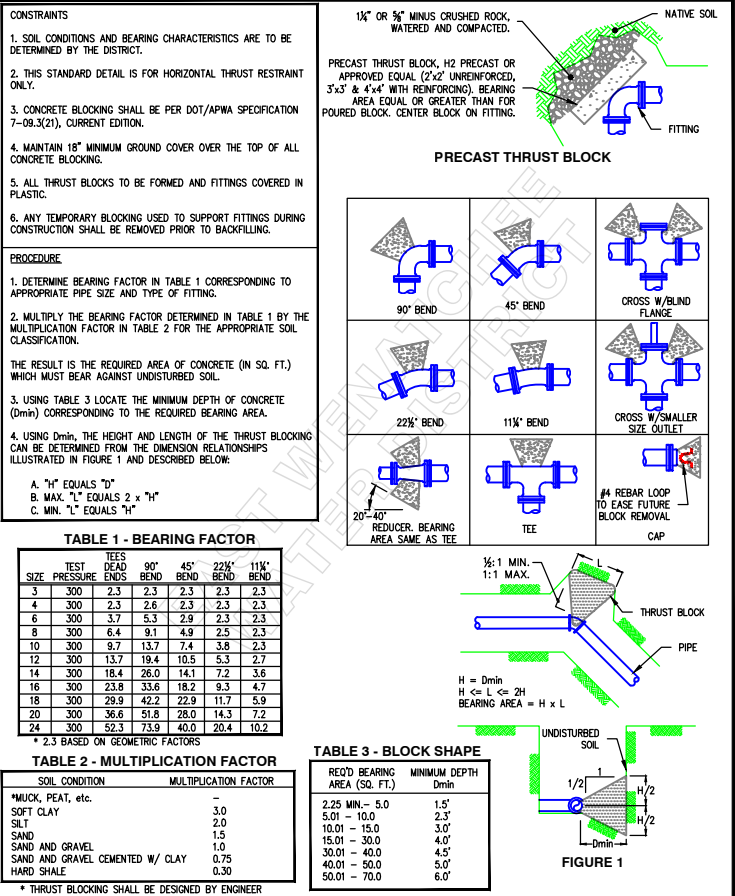 CONSTRAINTS
1. SOIL CONDITIONS AND BEARING CHARACTERISTICS ARE TO BE
DETERMINED BY THE DISTRICT.
2. THIS STANDARD DETAIL IS FOR HORIZONTAL THRUST RESTRAINT
ONLY.
3. CONCRETE BLOCKING SHALL BE PER DOT/APWA SPECIFICATION
7-09.3(21), CURRENT EDITION.
4. MAINTAIN 18" MINIMUM GROUND COVER OVER THE TOP OF ALL
CONCRETE BLOCKING.
5. ALL THRUST BLOCKS TO BE FORMED AND FITTINGS COVERED IN
PLASTIC.
6. ANY TEMPORARY BLOCKING USED TO SUPPORT FITTINGS DURING
CONSTRUCTION SHALL BE REMOVED PRIOR TO BACKFILLING.
PROCEDURE
1. DETERMINE BEARING FACTOR IN TABLE 1 CORRESPONDING TO
APPROPRIATE PIPE SIZE AND TYPE OF FITTING.
2. MULTIPLY THE BEARING FACTOR DETERMINED IN TABLE 1 BY THE
MULTIPLICATION FACTOR IN TABLE 2 FOR THE APPROPRIATE SOIL
CLASSIFICATION.
THE RESULT IS THE REQUIRED AREA OF CONCRETE (IN SQ. FT.)
WHICH MUST BEAR AGAINST UNDISTURBED SOIL.
3. USING TABLE 3 LOCATE THE MINIMUM DEPTH OF CONCRETE
(Dmin) CORRESPONDING TO THE REQUIRED BEARING AREA.
4. USING Dmin, THE HEIGHT AND LENGTH OF THE THRUST BLOCKING
CAN BE DETERMINED FROM THE DIMENSION RELATIONSHIPS
ILLUSTRATED IN FIGURE 1 AND DESCRIBED BELOW:
A. "H" EQUALS "D"
B. MAX. "L" EQUALS 2 x "H"
C. MIN. "L" EQUALS "H"
1¼" OR ⅝" MINUS CRUSHED ROCK,
WATERED AND COMPACTED.
NATIVE SOIL
PRECAST THRUST BLOCK, H2 PRECAST OR
APPROVED EQUAL (2'x2' UNREINFORCED,
3'x3' & 4'x4' WITH REINFORCING). BEARING
AREA EQUAL OR GREATER THAN FOR
POURED BLOCK. CENTER BLOCK ON FITTING.
FITTING
PRECAST THRUST BLOCK
90° BEND
45° BEND
CROSS W/BLIND
FLANGE
22½° BEND
11¼° BEND
CROSS W/SMALLER
SIZE OUTLET
20°-40°
REDUCER. BEARING
AREA SAME AS TEE
TEE
#4 REBAR LOOP
TO EASE FUTURE
BLOCK REMOVAL
CAP
EAST WENATCHEE
WATER DISTRICT
TABLE 1 - BEARING FACTOR
SIZE TEST PRESSURE TEES DEAD ENDS 90° BEND 45° BEND 22½° BEND 11¼° BEND
3 300 2.3 2.3 2.3 2.3 2.3
4 300 2.3 2.6 2.3 2.3 2.3
6 300 3.7 5.3 2.9 2.3 2.3
8 300 6.4 9.1 4.9 2.5 2.3
10 300 9.7 13.7 7.4 3.8 2.3
12 300 13.7 19.4 10.5 5.3 2.7
14 300 18.4 26.0 14.1 7.2 3.6
16 300 23.8 33.6 18.2 9.3 4.7
18 300 29.9 42.2 22.9 11.7 5.9
20 300 36.6 51.8 28.0 14.3 7.2
24 300 52.3 73.9 40.0 20.4 10.2
* 2.3 BASED ON GEOMETRIC FACTORS
TABLE 2 - MULTIPLICATION FACTOR
SOIL CONDITION MULTIPLICATION FACTOR
*MUCK, PEAT, etc. -
SOFT CLAY 3.0
SILT 2.0
SAND 1.5
SAND AND GRAVEL 1.0
SAND AND GRAVEL CEMENTED W/ CLAY 0.75
HARD SHALE 0.30
* THRUST BLOCKING SHALL BE DESIGNED BY ENGINEER
TABLE 3 - BLOCK SHAPE
REQ'D BEARING MINIMUM DEPTH
AREA (SQ. FT.) Dmin
2.25 MIN.- 5.0 1.5'
5.01 - 10.0 2.3'
10.01 - 15.0 3.0'
15.01 - 30.0 4.0'
30.01 - 40.0 4.5'
40.01 - 50.0 5.0'
50.01 - 70.0 6.0'
½: 1 MIN.
1: 1 MAX.
L
THRUST BLOCK
PIPE
H = Dmin
H <= L <= 2H
BEARING AREA = H x L
UNDISTURBED
SOIL
1
1/2
H/2
H/2
Dmin
FIGURE 1